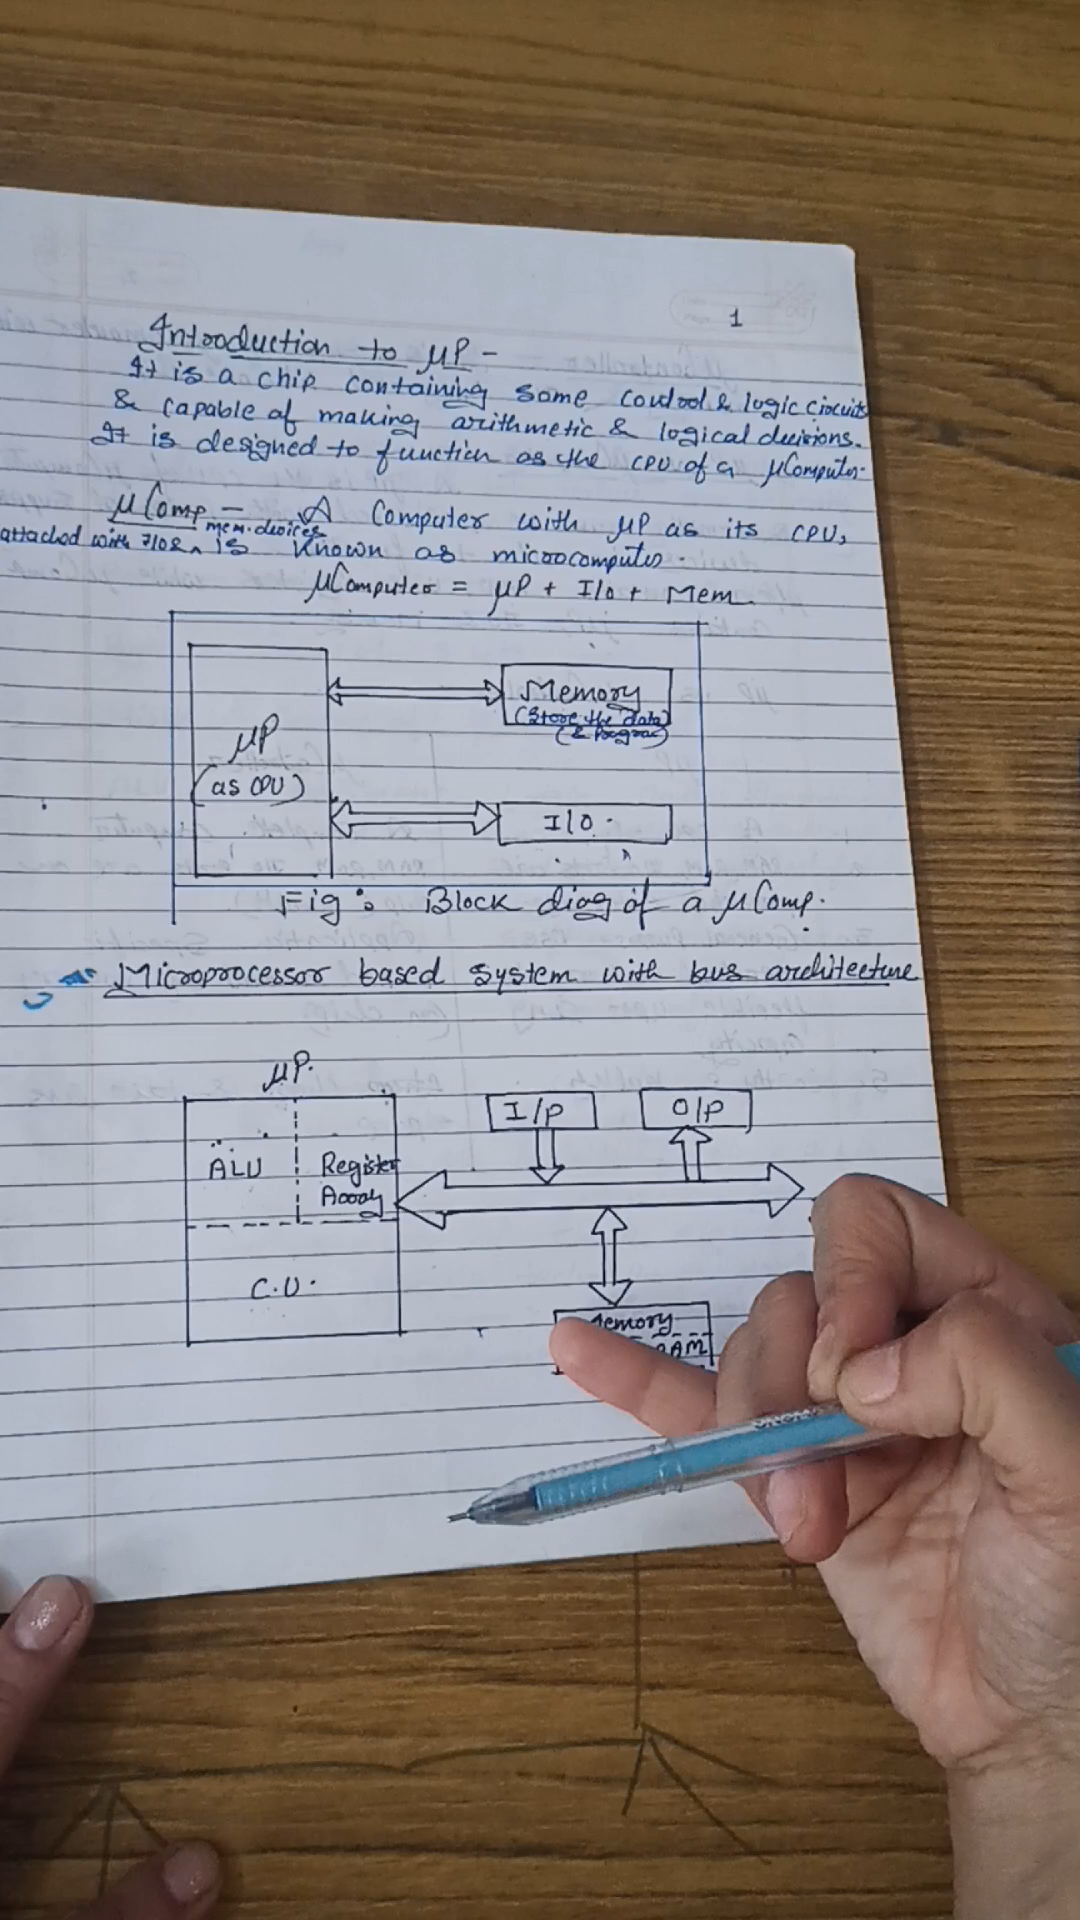 1
Introduction to μP -
It is a chip containing some control & logic circuits
& capable of making arithmetic & logical decisions.
It is designed to function as the CPU of a μComputer.
μComp - A Computer with μP as its CPU,
attached with I/O & mem. devices is known as microcomputer.
μComputer = μP + I/O + Mem.
μP
(as CPU)
Memory
(Store the data)
(& Program)
I/O.
Fig: Block diag of a μComp.
Microprocessor based system with bus architecture
μP.
I/P
O/P
ALU
Register
Array
C.U.
Memory
RAM